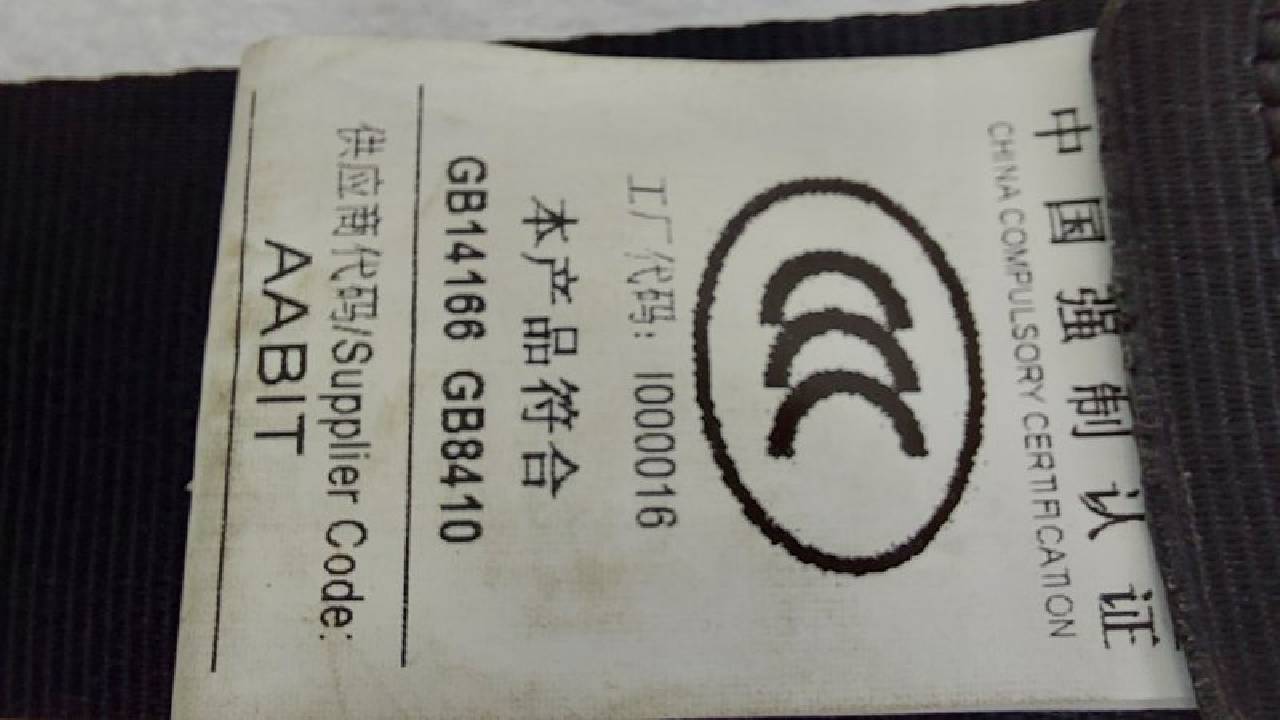 中国强制认证
CHINA COMPULSORY CERTIFICATION
CCC
工厂代码：I000016
本产品符合
GB14166 GB8410
供应商代码/Supplier Code:
AABIT